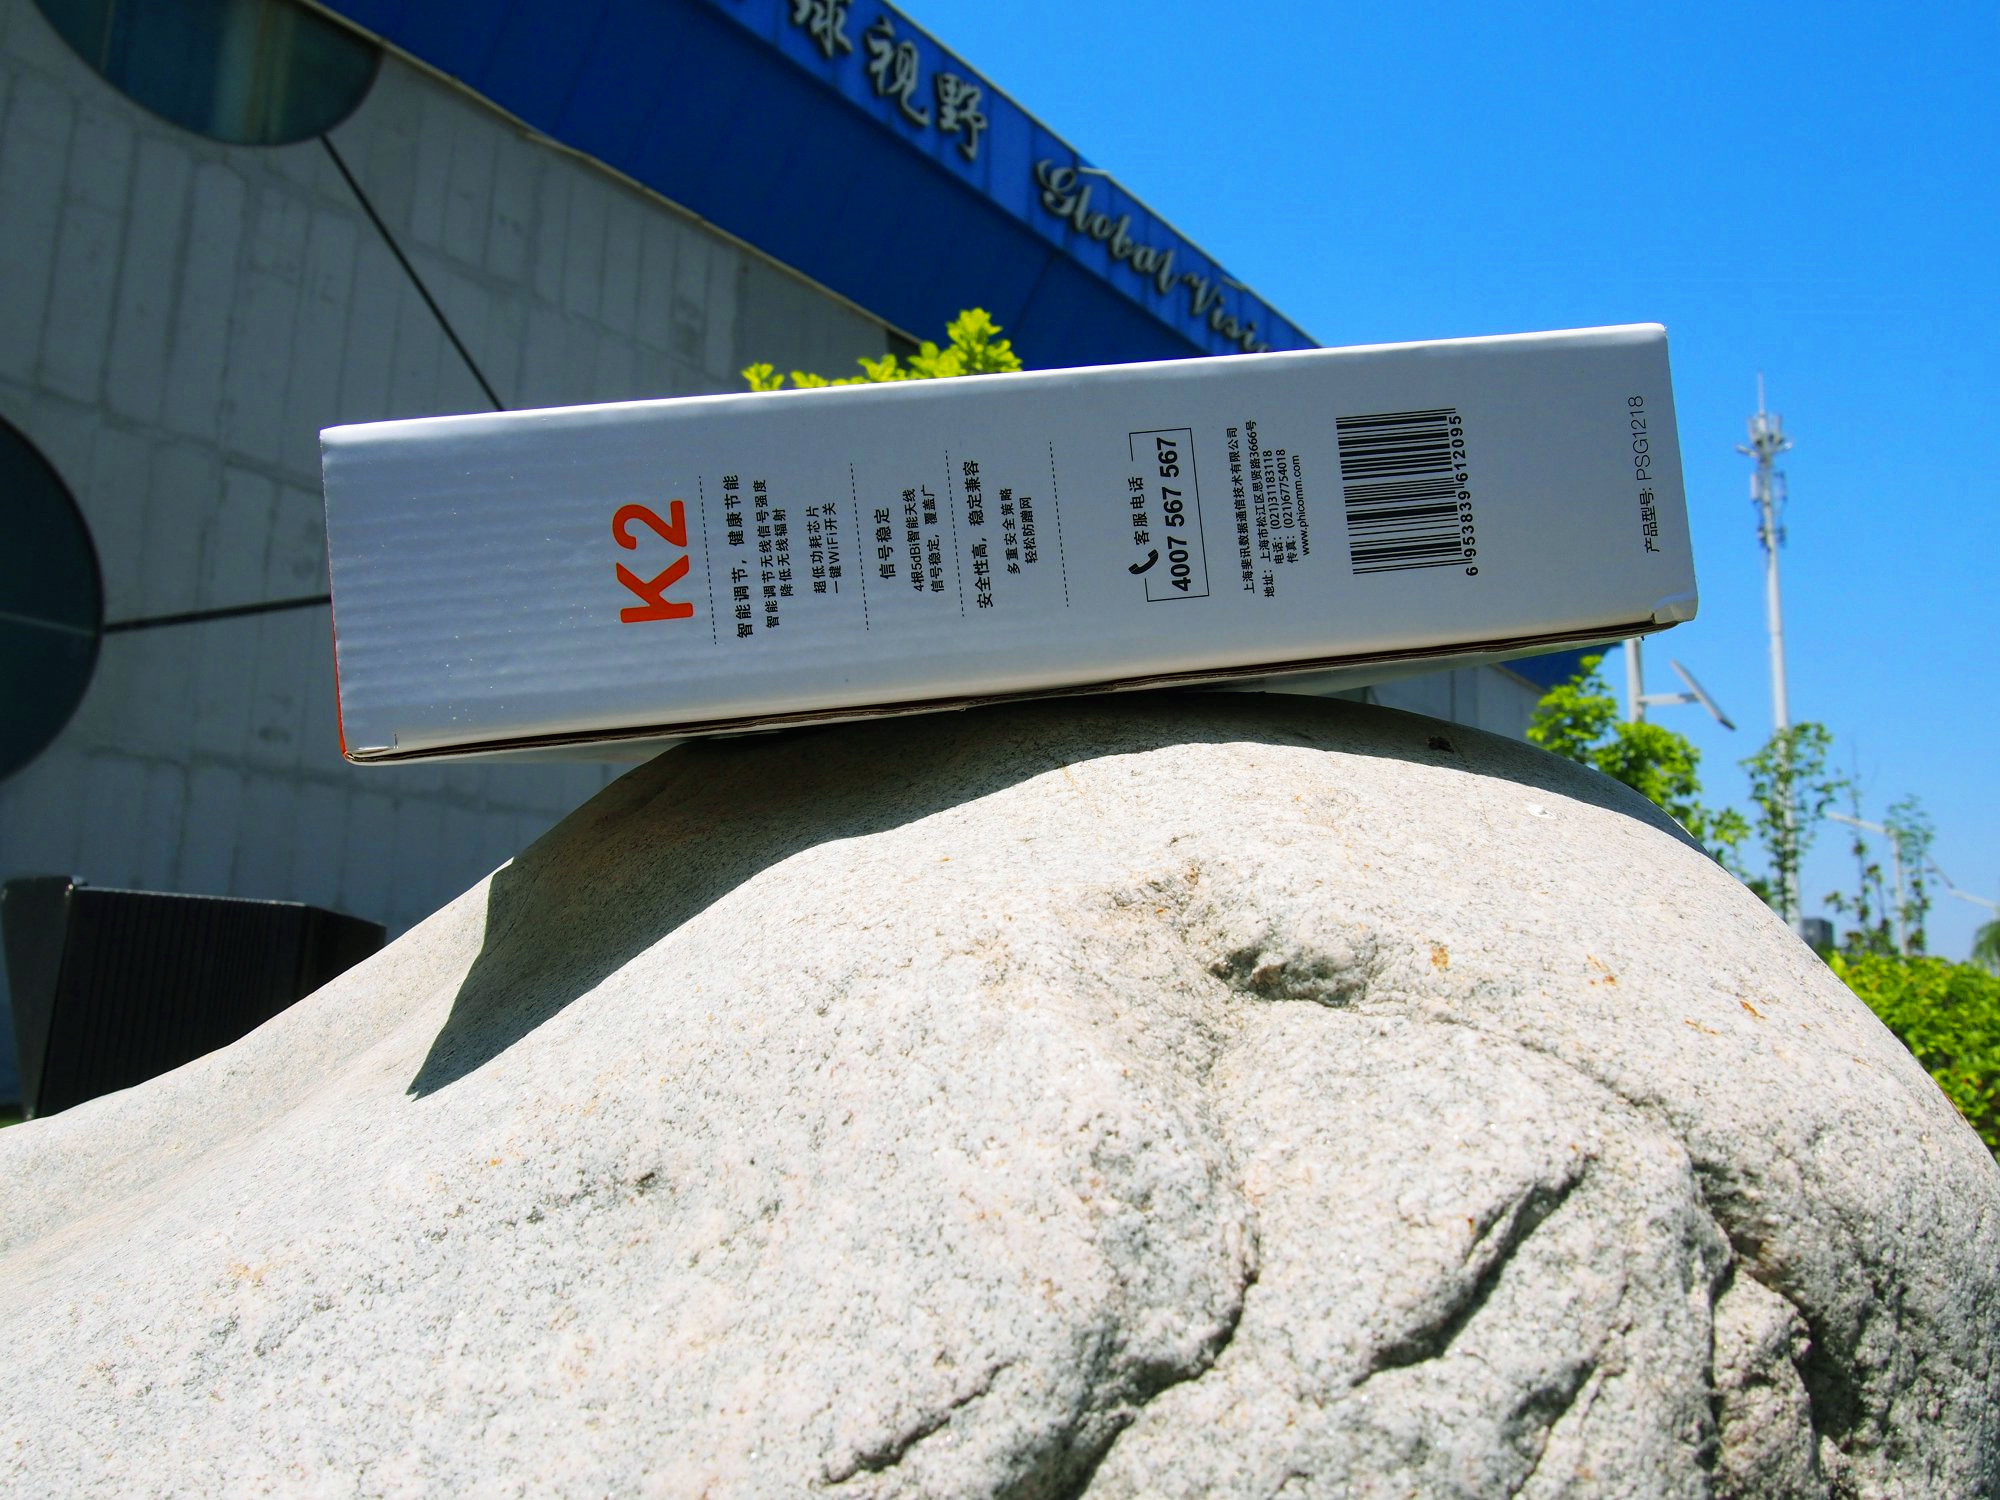 球视野
Global Visi
K2
智能调节，健康节能
智能调节无线信号强度
降低无线辐射
超低功耗芯片
一键WiFi开关
信号稳定
4根5dBi智能天线
信号稳定，覆盖广
安全性高，稳定兼容
多重安全策略
轻松防蹭网
客服电话
4007 567 567
上海斐讯数据通信技术有限公司
地址：上海市松江区思贤路3666号
电话：(021)31183118
传真：(021)67754018
www.phicomm.com
6 953839 612095
产品型号: PSG1218